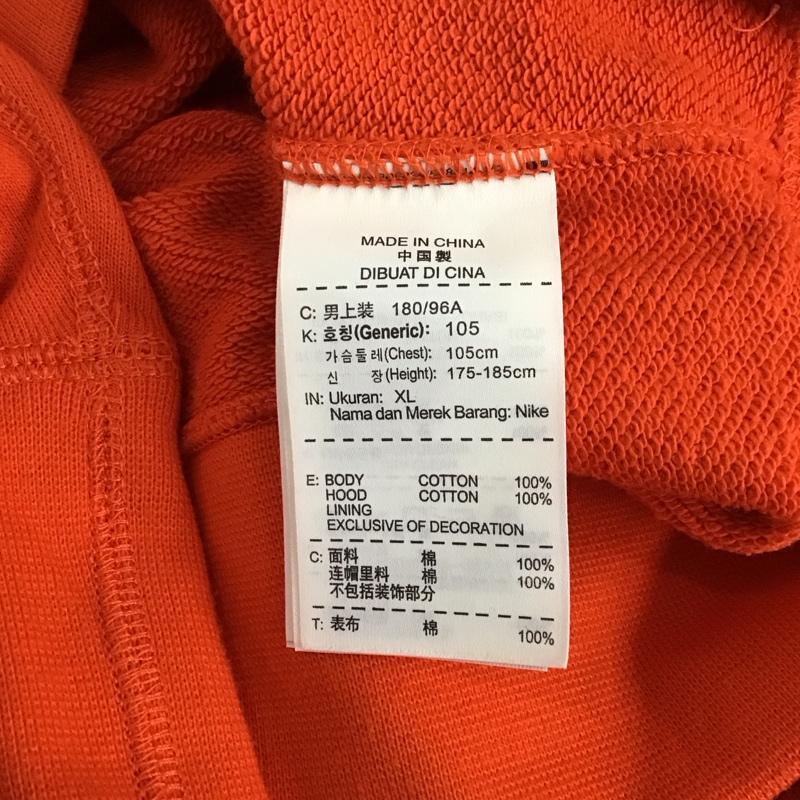 MADE IN CHINA
中国製
DIBUAT DI CINA
C: 男上装 180/96A
K: 호칭(Generic): 105
가슴둘레(Chest): 105cm
신 장(Height): 175-185cm
IN: Ukuran: XL
Nama dan Merek Barang: Nike
E: BODY COTTON 100%
HOOD COTTON 100%
LINING
EXCLUSIVE OF DECORATION
C: 面料 棉 100%
连帽里料 棉 100%
不包括装饰部分
T: 表布 棉 100%